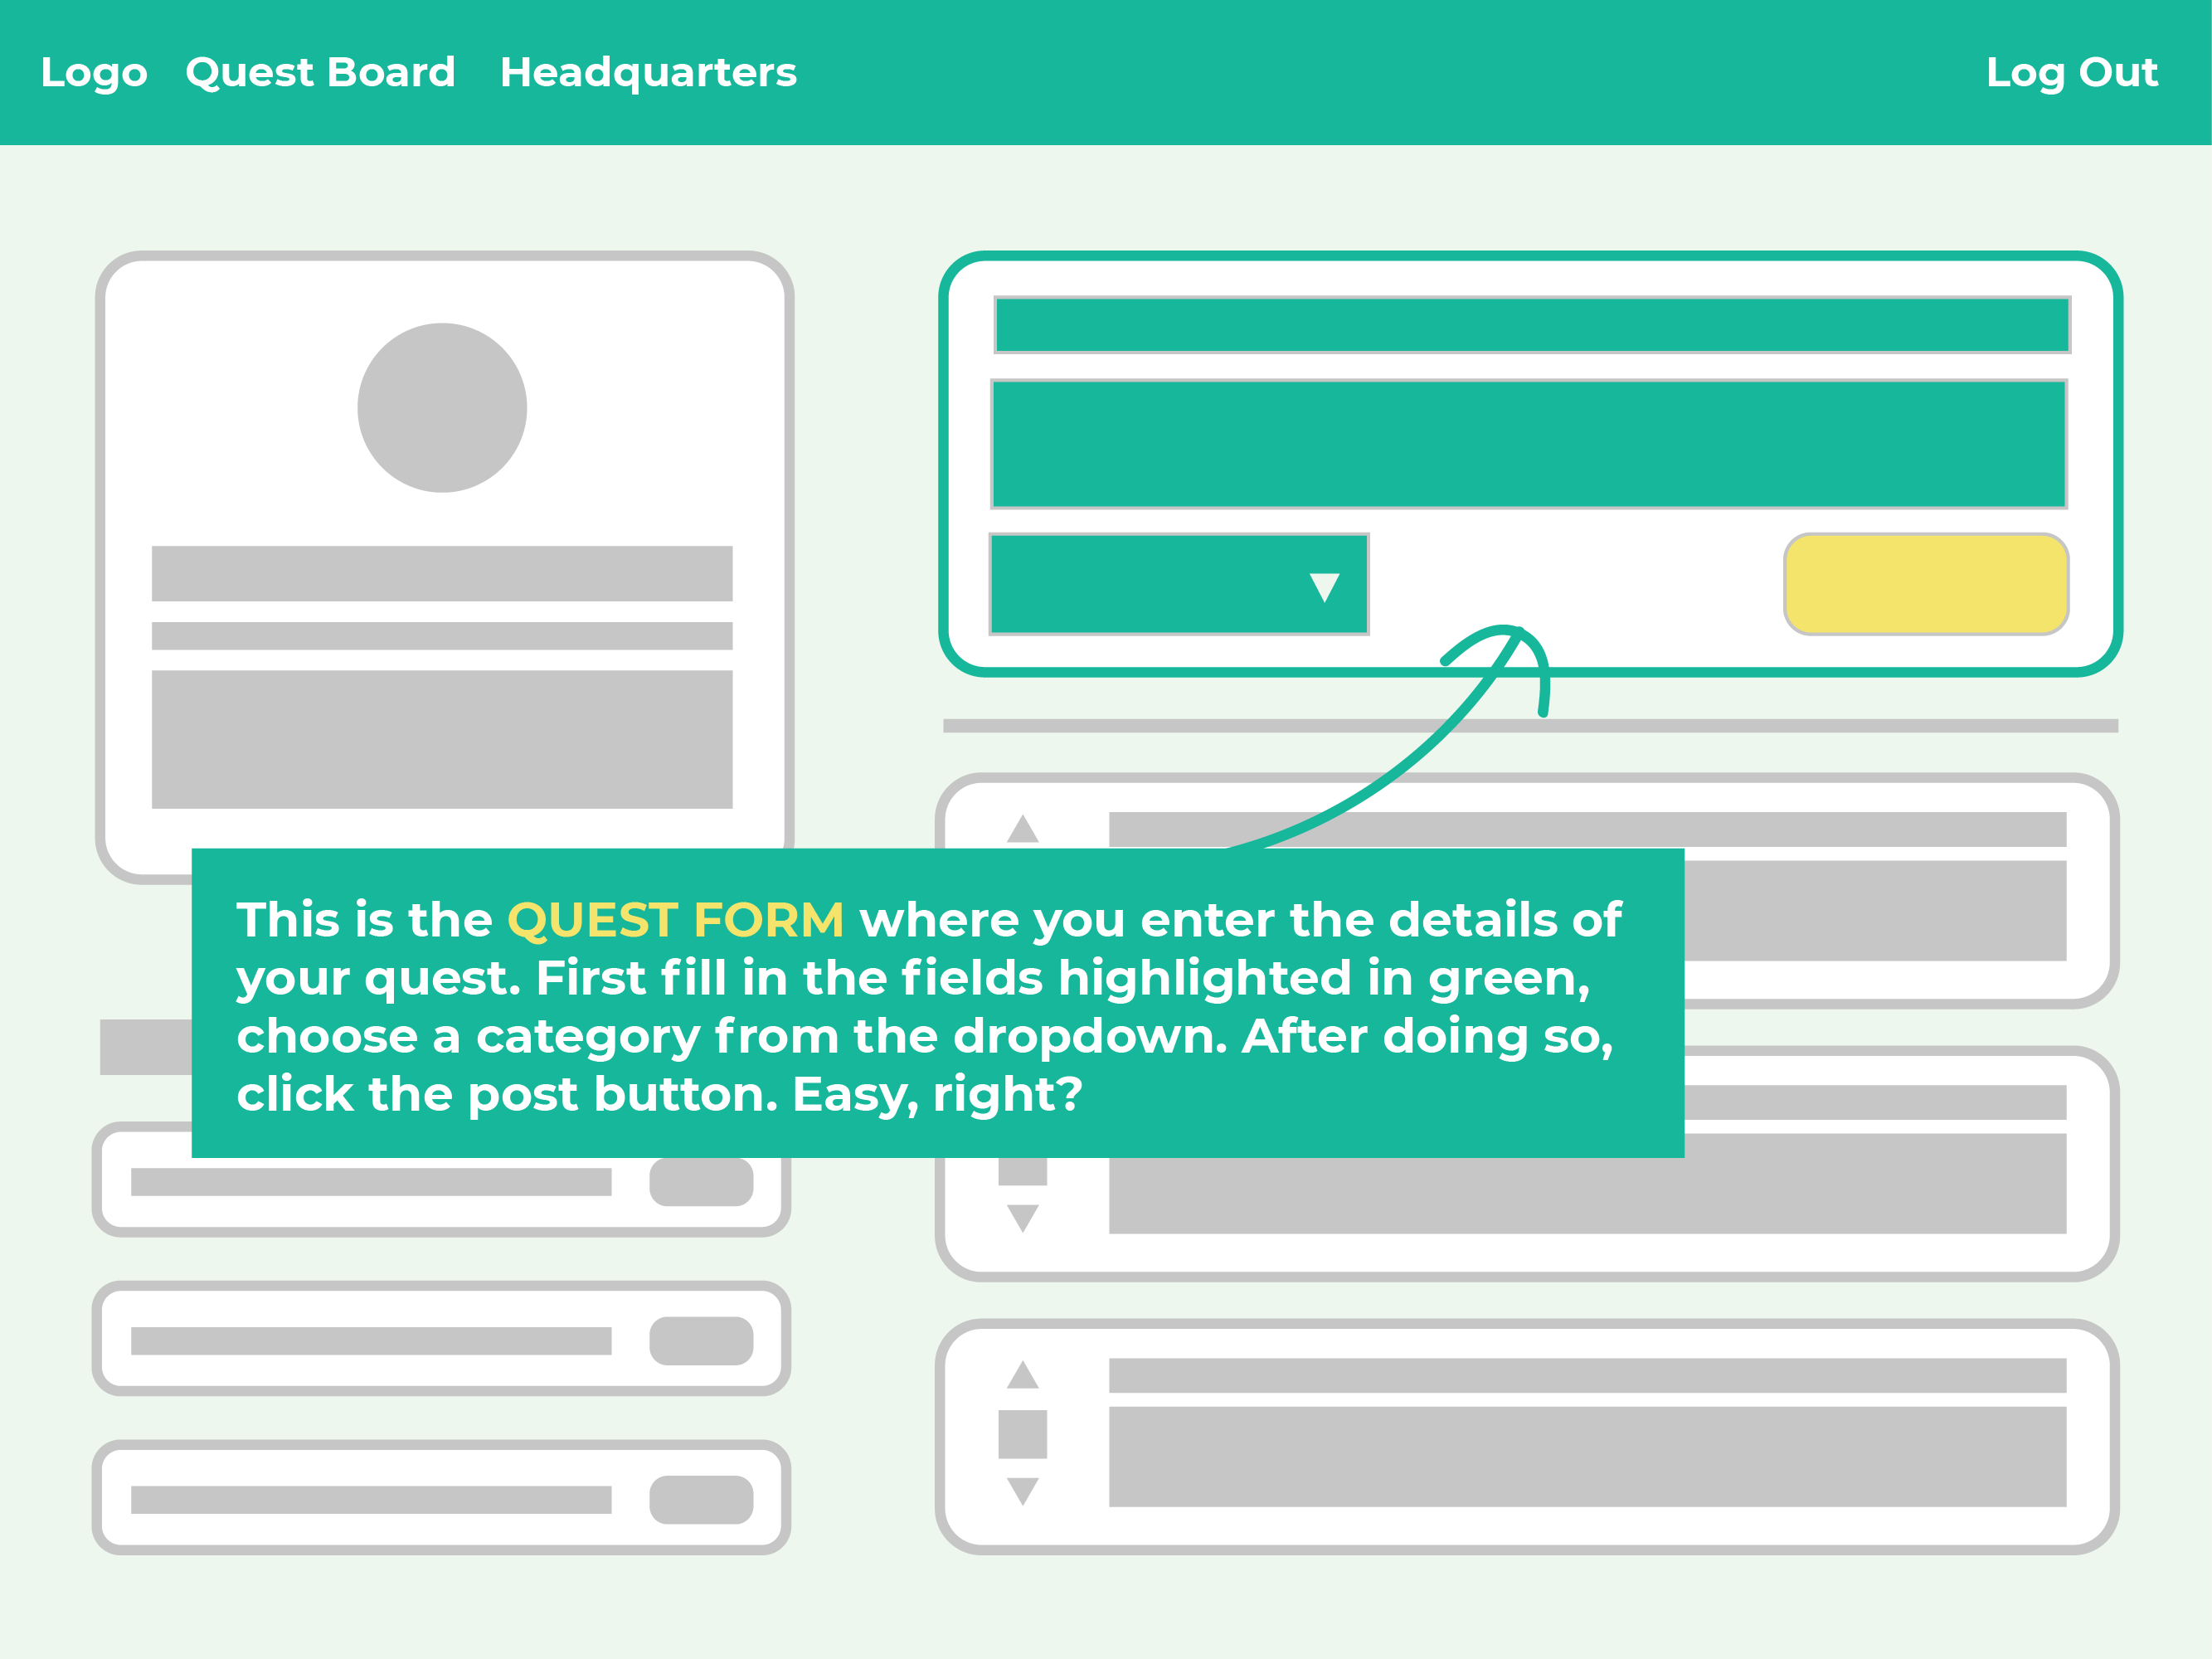 Logo Quest Board Headquarters Log Out
This is the QUEST FORM where you enter the details of
your quest. First fill in the fields highlighted in green,
choose a category from the dropdown. After doing so,
click the post button. Easy, right?